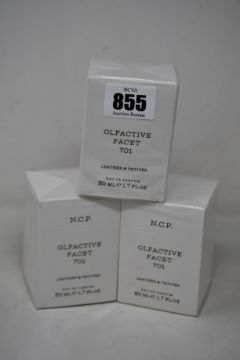 BCVA
855
Auction Rooms
OLFACTIVE
FACET
701
LEATHER & VETIVER
EAU DE PARFUM
50 ML ℮ 1.7 FL.OZ
N.C.P.
OLFACTIVE
FACET
701
LEATHER & VETIVER
EAU DE PARFUM
50 ML ℮ 1.7 FL.OZ
N.C.P.
OLFACTIVE
FACET
701
LEATHER & VETIVER
EAU DE PARFUM
50 ML ℮ 1.7 FL.OZ